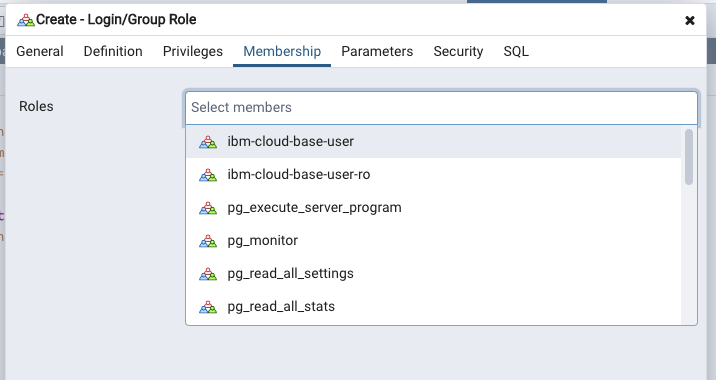 Create - Login/Group Role
General Definition Privileges Membership Parameters Security SQL
Roles
Select members
ibm-cloud-base-user
ibm-cloud-base-user-ro
pg_execute_server_program
pg_monitor
pg_read_all_settings
pg_read_all_stats